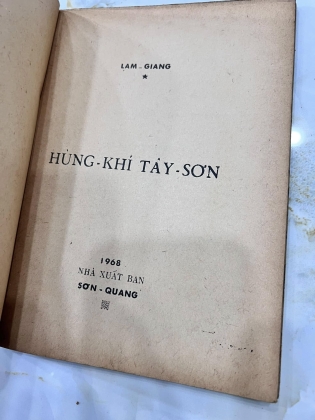 LAM - GIANG
HÙNG-KHÍ TÂY-SƠN
1968
NHÀ XUẤT BẢN
SƠN - QUANG